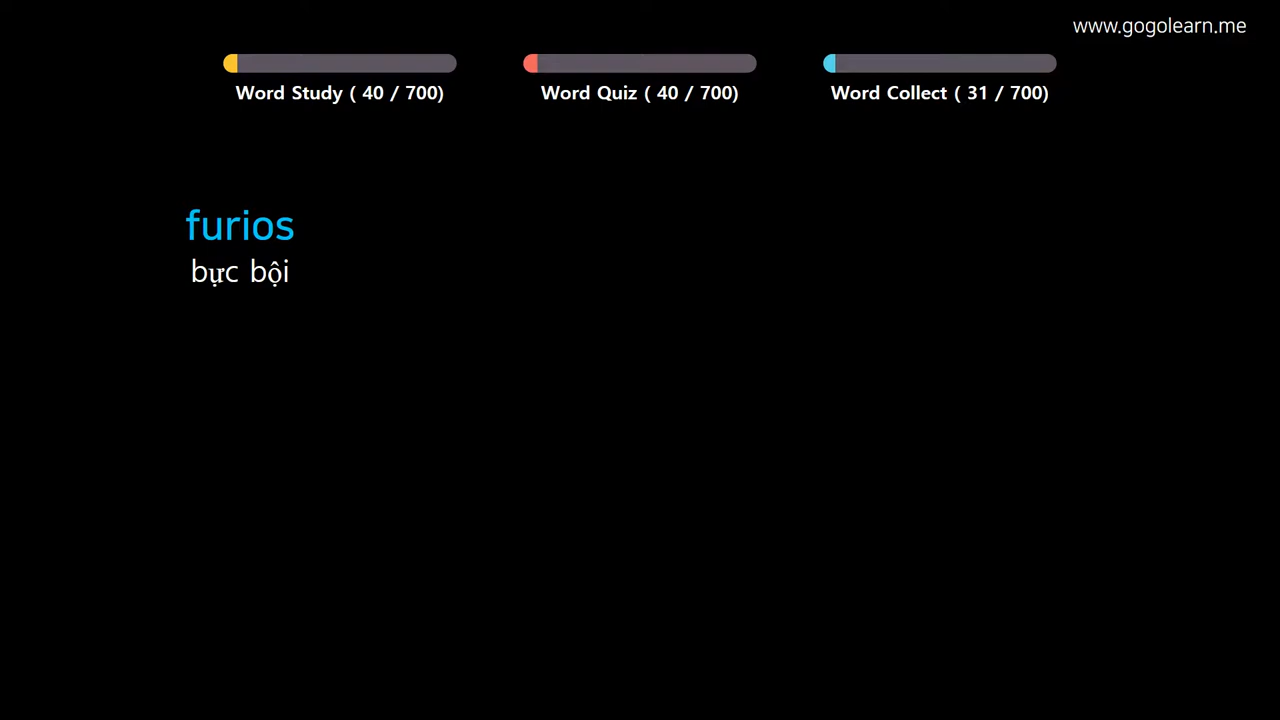 www.gogolearn.me
Word Study ( 40 / 700)
Word Quiz ( 40 / 700)
Word Collect ( 31 / 700)
furios
bực bội